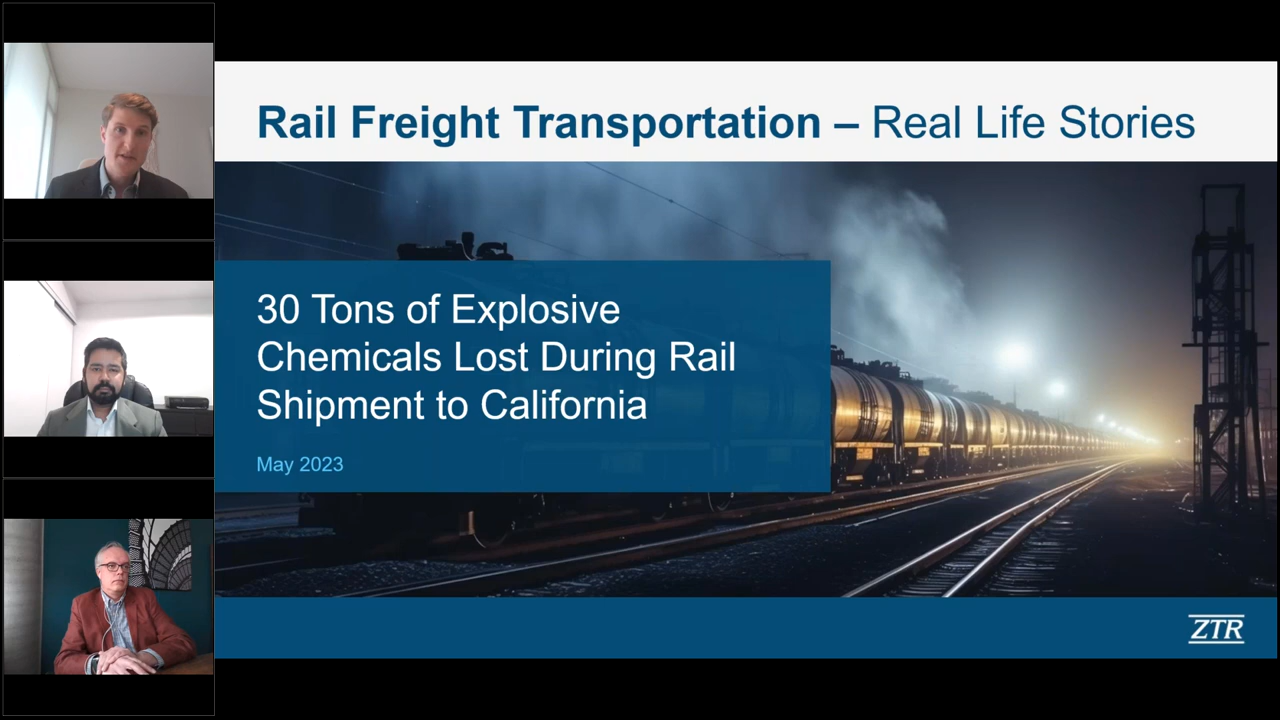 Rail Freight Transportation – Real Life Stories
30 Tons of Explosive
Chemicals Lost During Rail
Shipment to California
May 2023
ZTR